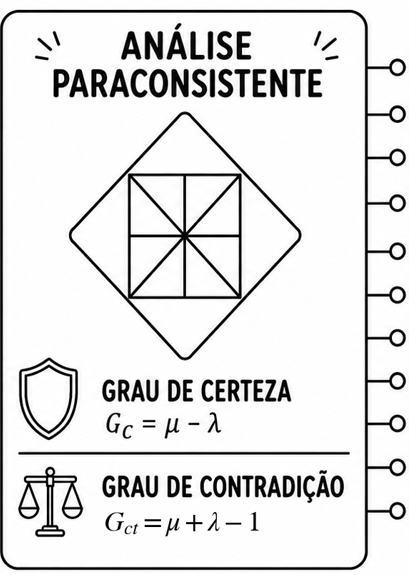 ANÁLISE
PARACONSISTENTE
GRAU DE CERTEZA
G_C = μ − λ
GRAU DE CONTRADIÇÃO
G_ct = μ + λ − 1